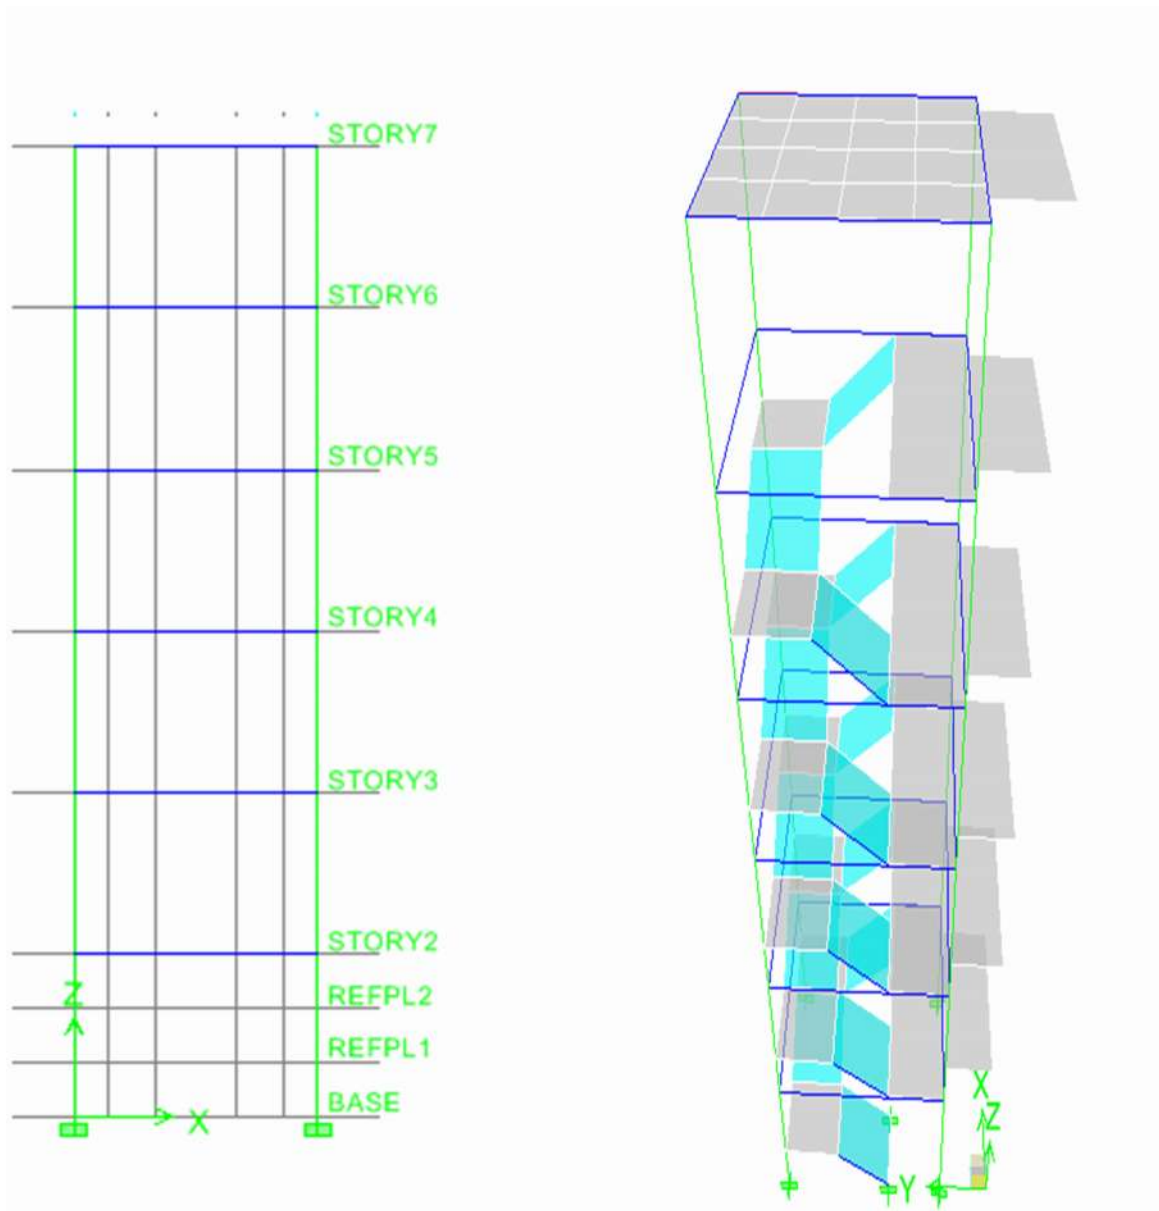 STORY7
STORY6
STORY5
STORY4
STORY3
STORY2
Z
REFPL2
REFPL1
BASE
X
X
Z
Y